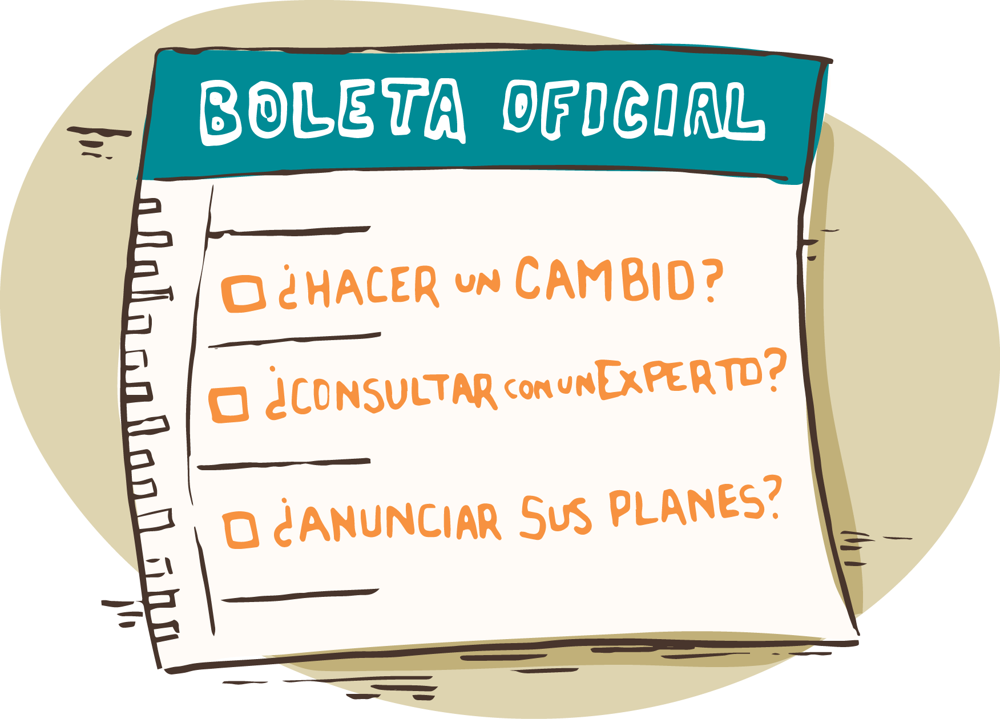 BOLETA OFICIAL
¿HACER UN CAMBIO?
¿CONSULTAR CON UN EXPERTO?
¿ANUNCIAR SUS PLANES?